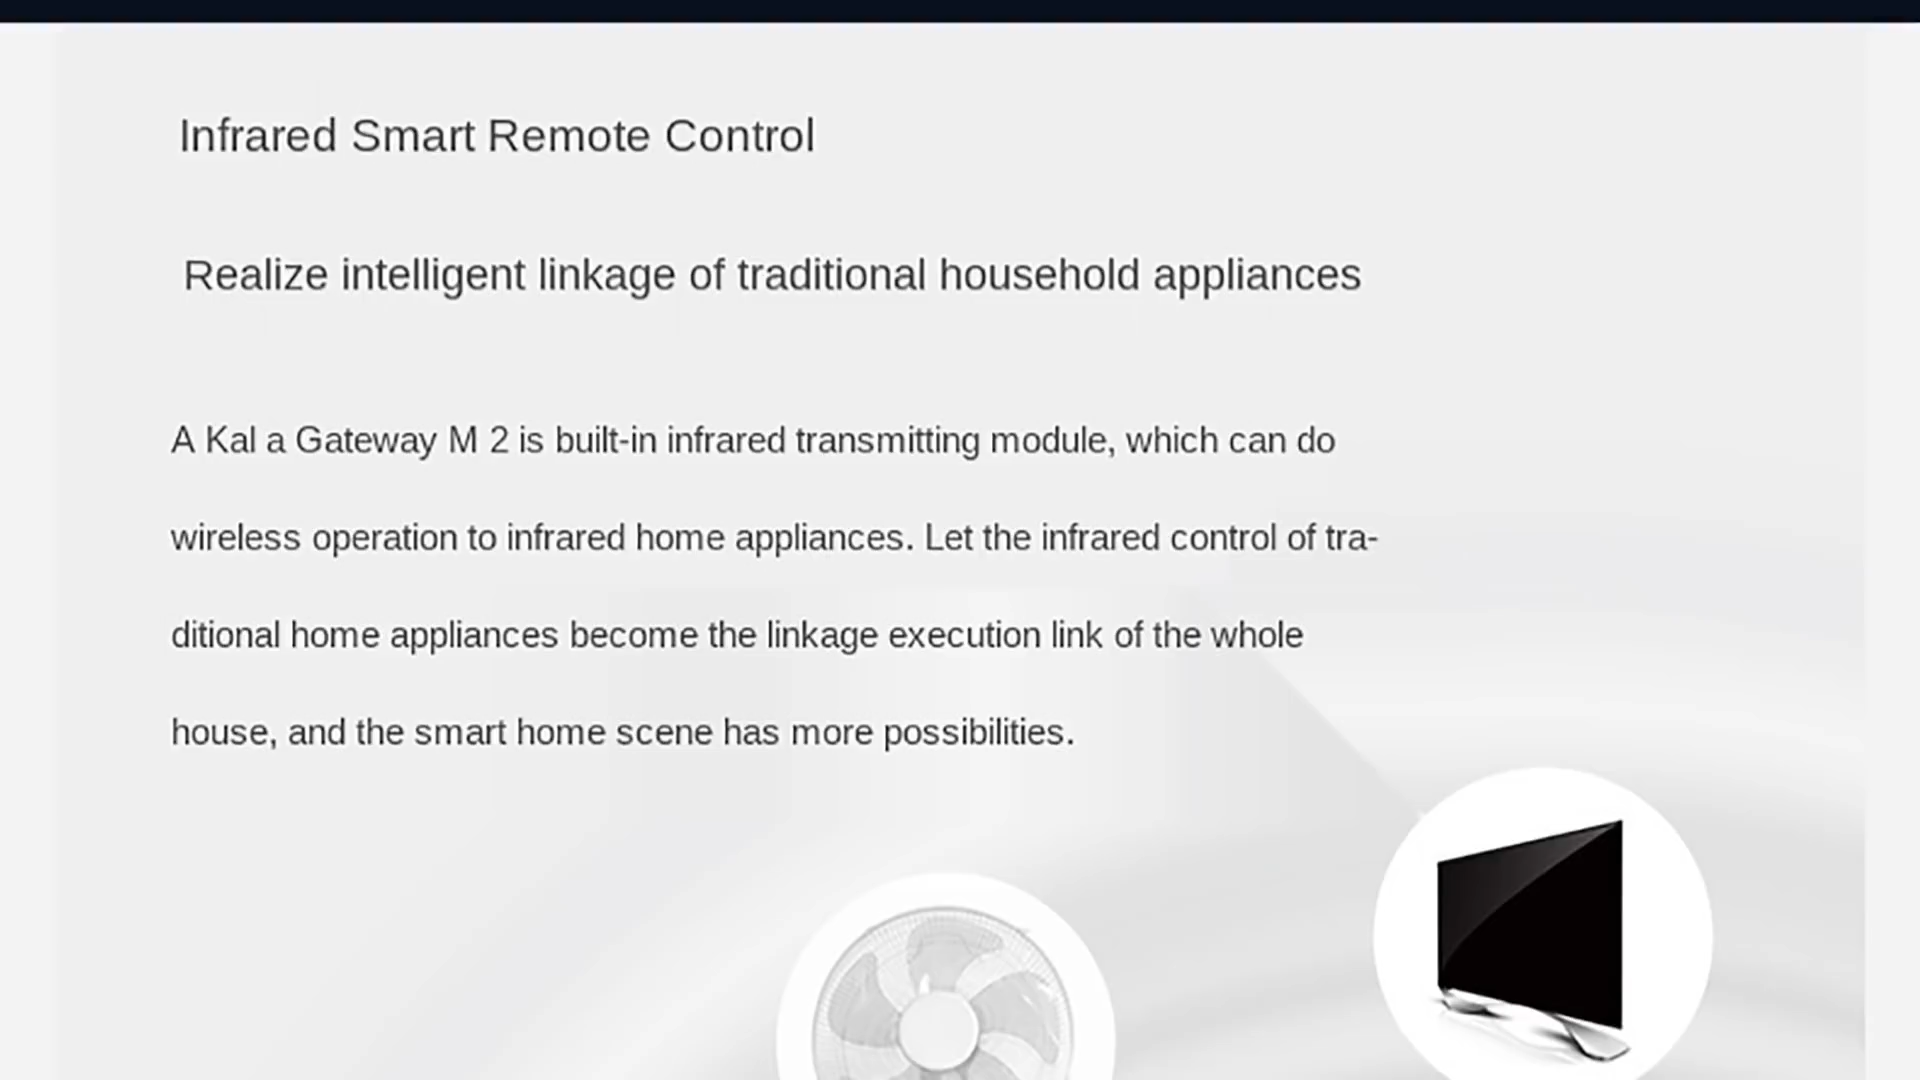 Infrared Smart Remote Control
Realize intelligent linkage of traditional household appliances
A Kal a Gateway M 2 is built-in infrared transmitting module, which can do
wireless operation to infrared home appliances. Let the infrared control of tra-
ditional home appliances become the linkage execution link of the whole
house, and the smart home scene has more possibilities.